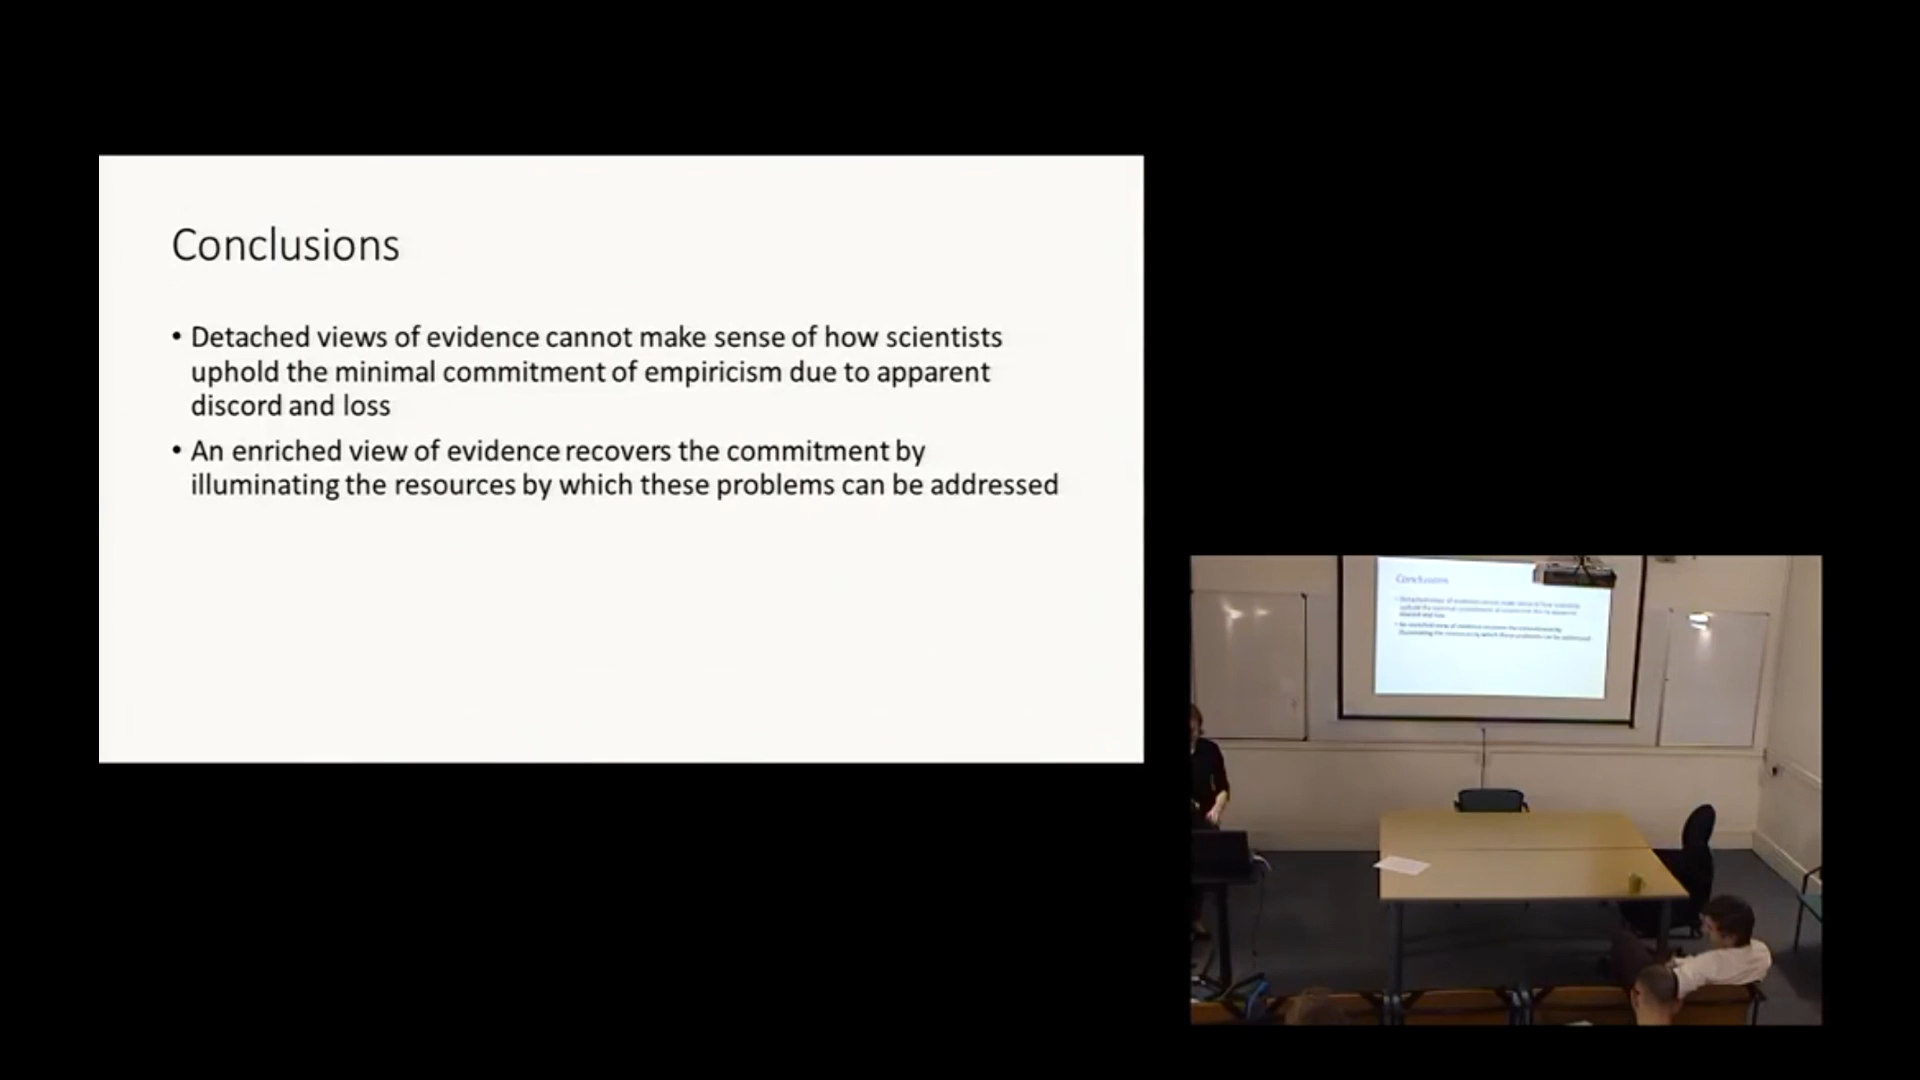 Conclusions
• Detached views of evidence cannot make sense of how scientists
uphold the minimal commitment of empiricism due to apparent
discord and loss
• An enriched view of evidence recovers the commitment by
illuminating the resources by which these problems can be addressed
Conclusions